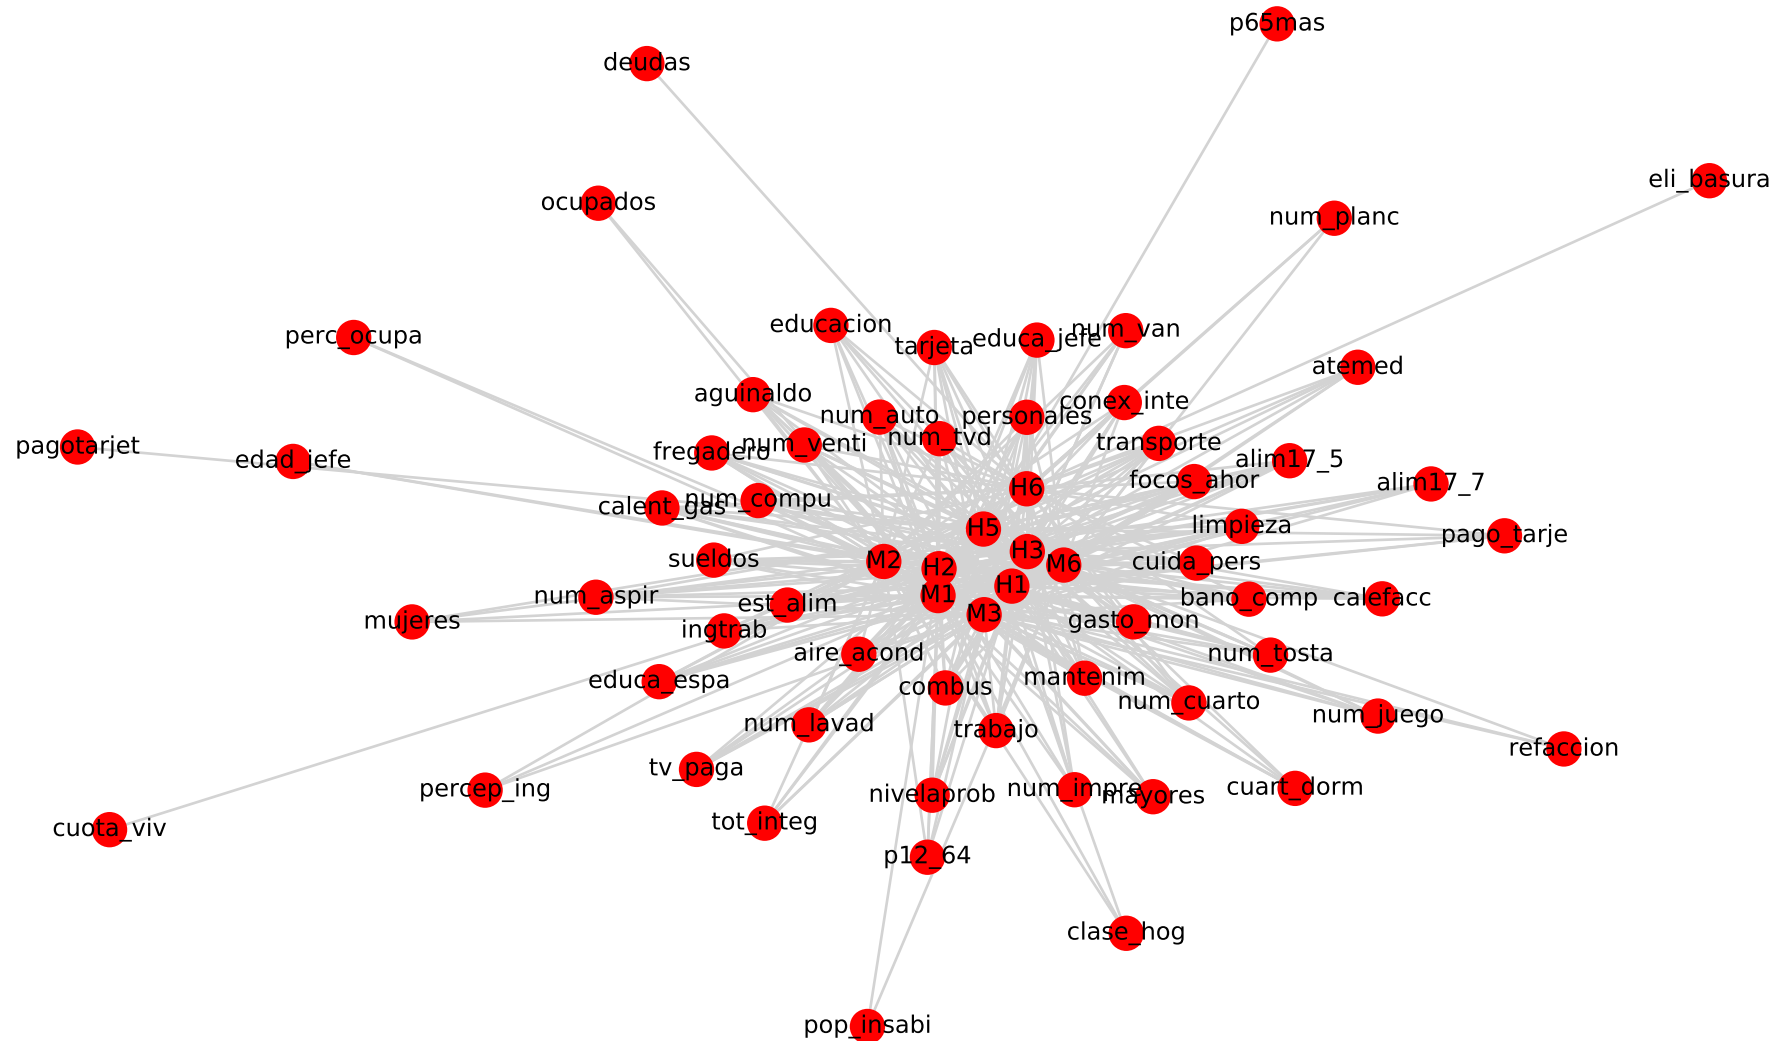 p65mas
deudas
eli_basura
ocupados
num_planc
educacion
num_van
perc_ocupa
tarjeta
educa_jefe
atemed
aguinaldo
conex_inte
num_auto
personales
num_tvd
transporte
pagotarjet
fregadero
num_venti
edad_jefe
alim17_5
focos_ahor
alim17_7
H6
calent_gas
num_compu
H5
limpieza
pago_tarje
H3
sueldos
M2
H2
M6
cuida_pers
H1
num_aspir
M1
bano_comp
calefacc
est_alim
M3
mujeres
ingtrab
gasto_mon
aire_acond
num_tosta
educa_espa
combus
mantenim
num_cuarto
num_juego
num_lavad
trabajo
refaccion
tv_paga
percep_ing
nivelaprob
num_impre
mayores
cuart_dorm
cuota_viv
tot_integ
p12_64
clase_hog
pop_insabi